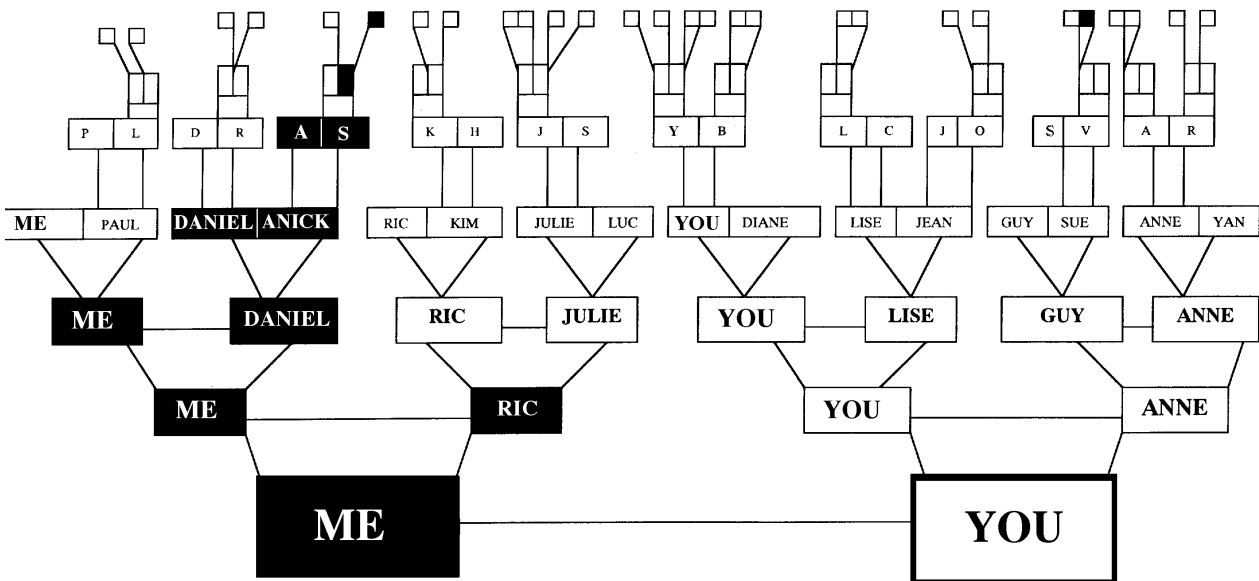 P L D R A S K H J S Y B L C J O S V A R
ME PAUL DANIEL ANICK RIC KIM JULIE LUC YOU DIANE LISE JEAN GUY SUE ANNE YAN
ME DANIEL RIC JULIE YOU LISE GUY ANNE
ME RIC YOU ANNE
ME YOU